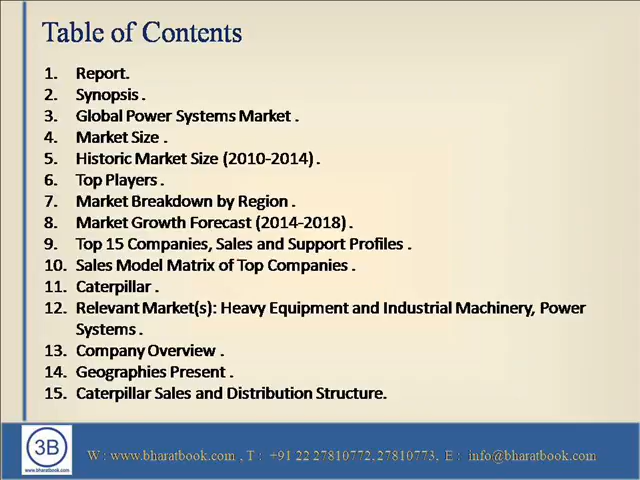 Table of Contents
1. Report.
2. Synopsis .
3. Global Power Systems Market .
4. Market Size .
5. Historic Market Size (2010-2014) .
6. Top Players .
7. Market Breakdown by Region .
8. Market Growth Forecast (2014-2018) .
9. Top 15 Companies, Sales and Support Profiles .
10. Sales Model Matrix of Top Companies .
11. Caterpillar .
12. Relevant Market(s): Heavy Equipment and Industrial Machinery, Power
Systems .
13. Company Overview .
14. Geographies Present .
15. Caterpillar Sales and Distribution Structure.
3B
www.bharatbook.com
W : www.bharatbook.com , T : +91 22 27810772, 27810773, E : info@bharatbook.com